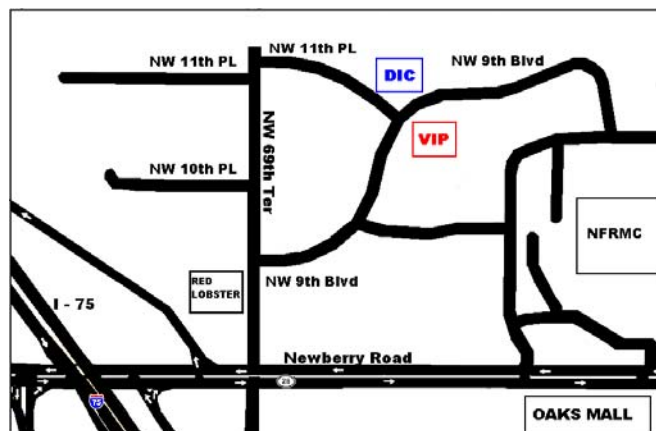 NW 11th PL
NW 11th PL
DIC
NW 9th Blvd
VIP
NW 10th PL
NW 69th Ter
NFRMC
RED
LOBSTER
NW 9th Blvd
I - 75
Newberry Road
26
75
OAKS MALL